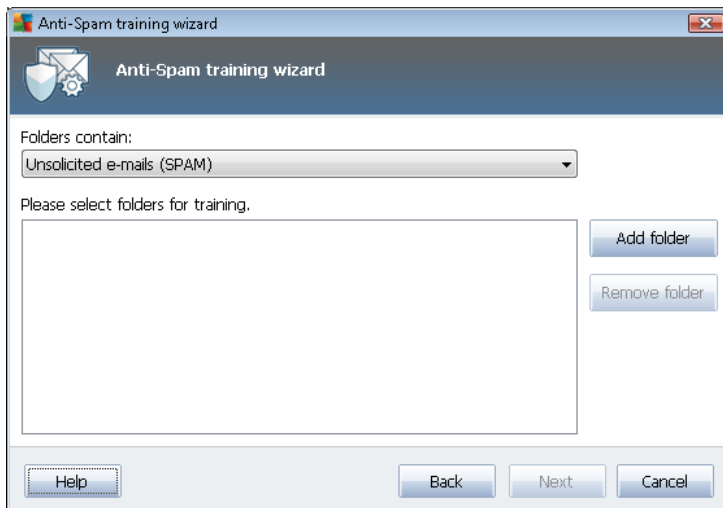 Anti-Spam training wizard
Anti-Spam training wizard
Folders contain:
Unsolicited e-mails (SPAM)
Please select folders for training.
Add folder
Remove folder
Help
Back
Next
Cancel